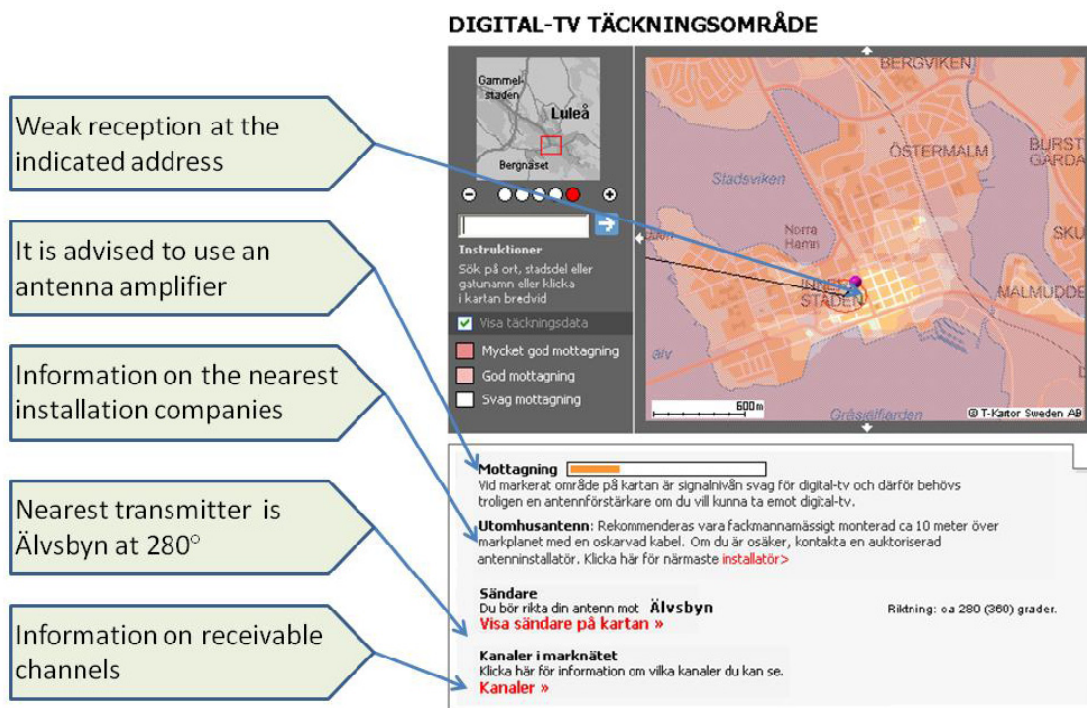 DIGITAL-TV TÄCKNINGSOMRÅDE
Weak reception at the
indicated address
It is advised to use an
antenna amplifier
Information on the nearest
installation companies
Nearest transmitter is
Älvsbyn at 280°
Information on receivable
channels
Gammel-
staden
Luleå
Bergnäset
Instruktioner
Sök på ort, stadsdel eller
gatunamn eller klicka
i kartan bredvid
Visa täckningsdata
Mycket god mottagning
God mottagning
Svag mottagning
BERGVIKEN
ÖSTERMALM
BURST
GÅRDA
Stadsviken
Norra
Hamn
SKU
STADEN
MALMUDDE
älv
600 m
Gråsjälfjärden
© T-Kartor Sweden AB
Mottagning
Vid markerat område på kartan är signalnivån svag för digital-tv och därför behövs
troligen en antennförstärkare om du vill kunna ta emot digital-tv.
Utomhusantenn: Rekommenderas vara fackmannamässigt monterad ca 10 meter över
markplanet med en oskarvad kabel. Om du är osäker, kontakta en auktoriserad
antenninstallatör. Klicka här för närmaste installatör>
Sändare
Du bör rikta din antenn mot Älvsbyn Riktning: ca 280 (360) grader.
Visa sändare på kartan »
Kanaler i marknätet
Klicka här för information om vilka kanaler du kan se.
Kanaler »